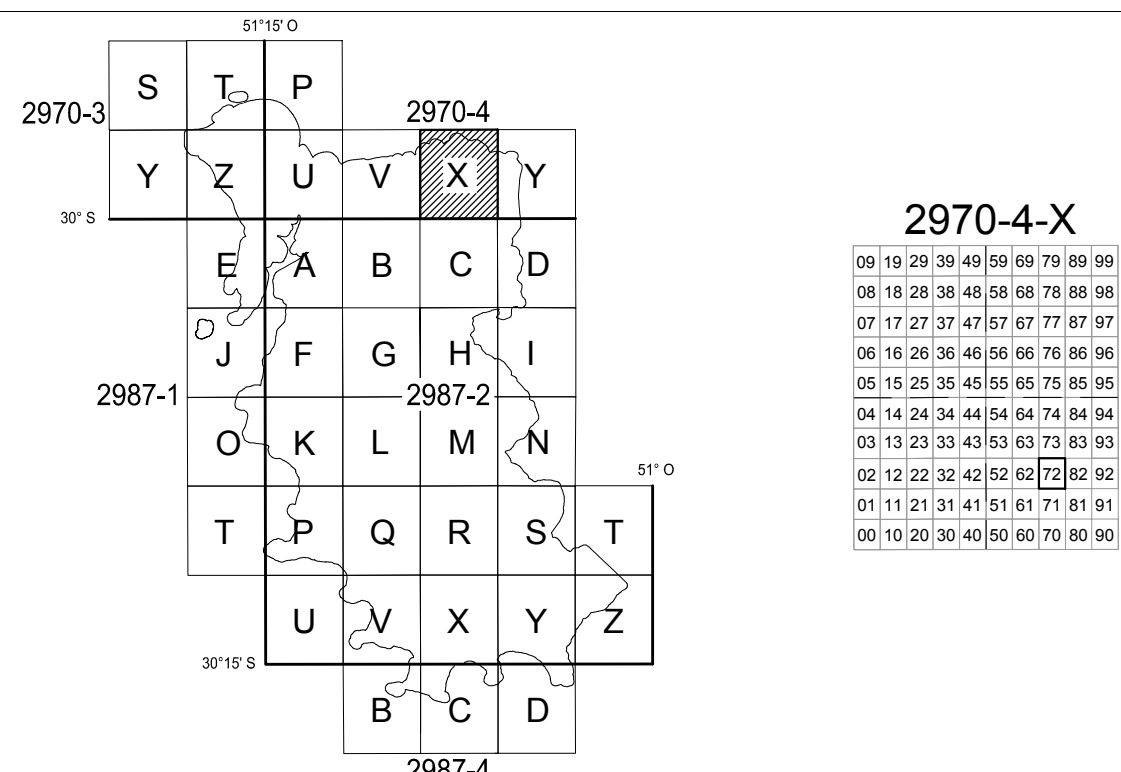 51°15' O
S T P
2970-3 2970-4
Y Z U V X Y
30° S
E A B C D
J F G H I
2987-1 2987-2
O K L M N
51° O
T P Q R S T
U V X Y Z
30°15' S
B C D
2987-4
2970-4-X
09 19 29 39 49 59 69 79 89 99
08 18 28 38 48 58 68 78 88 98
07 17 27 37 47 57 67 77 87 97
06 16 26 36 46 56 66 76 86 96
05 15 25 35 45 55 65 75 85 95
04 14 24 34 44 54 64 74 84 94
03 13 23 33 43 53 63 73 83 93
02 12 22 32 42 52 62 72 82 92
01 11 21 31 41 51 61 71 81 91
00 10 20 30 40 50 60 70 80 90